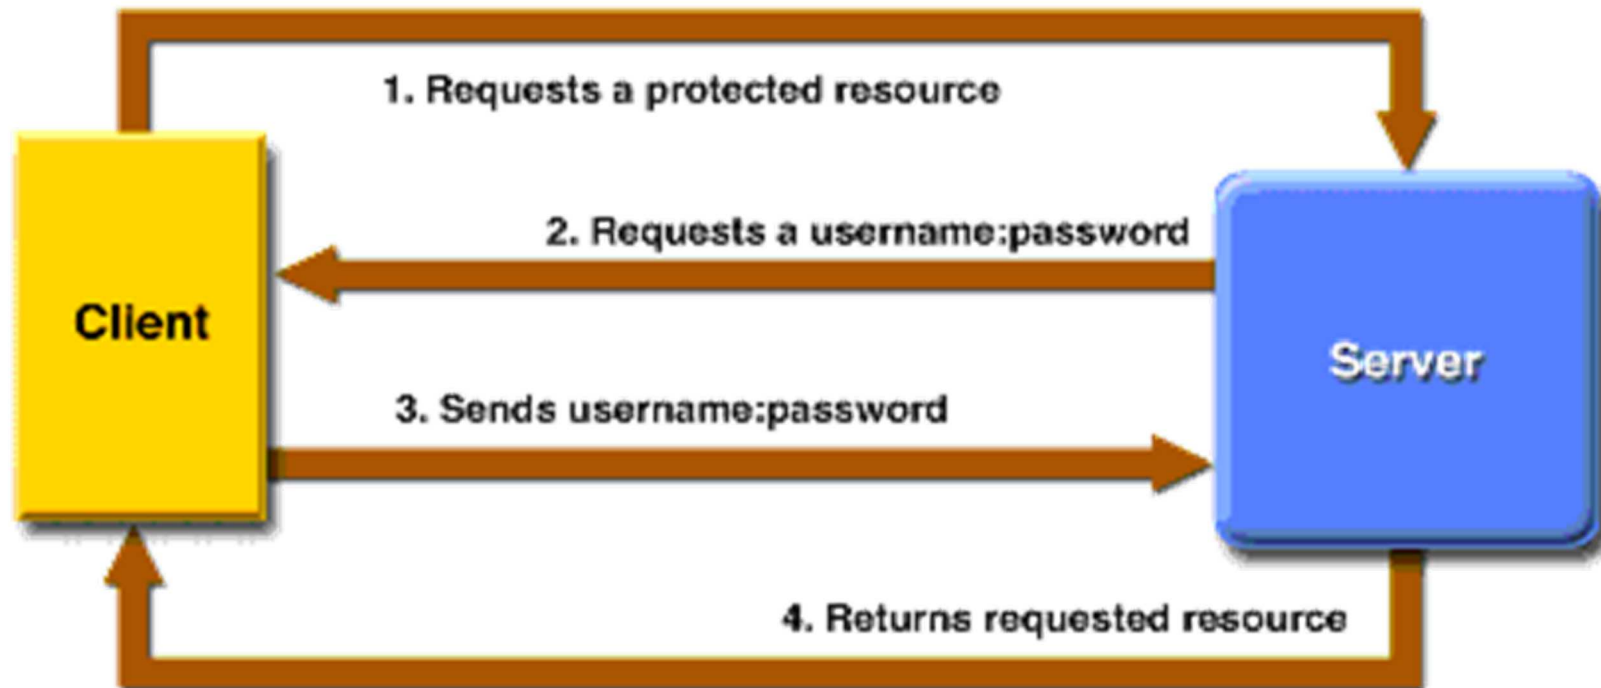 1. Requests a protected resource
2. Requests a username:password
Client
Server
3. Sends username:password
4. Returns requested resource